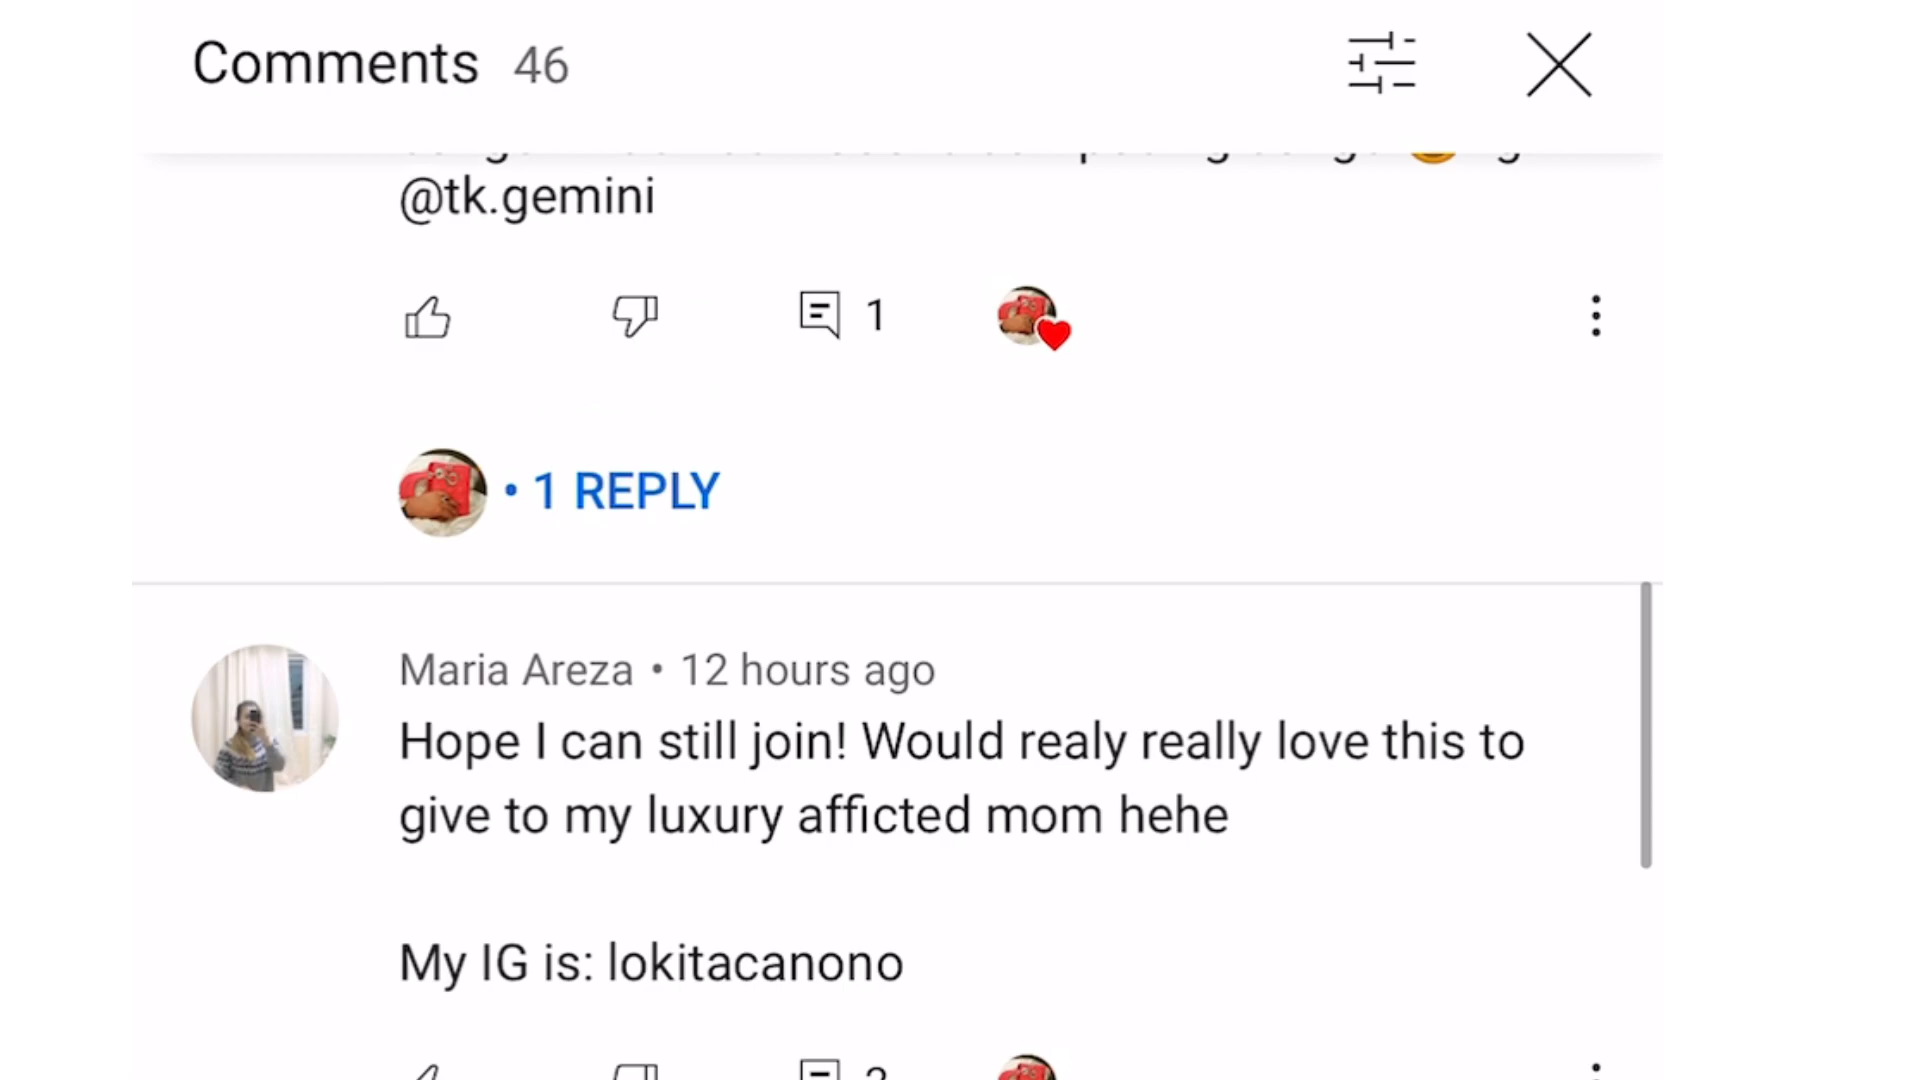 Comments 46
@tk.gemini
1
• 1 REPLY
Maria Areza • 12 hours ago
Hope I can still join! Would realy really love this to
give to my luxury afficted mom hehe
My IG is: lokitacanono